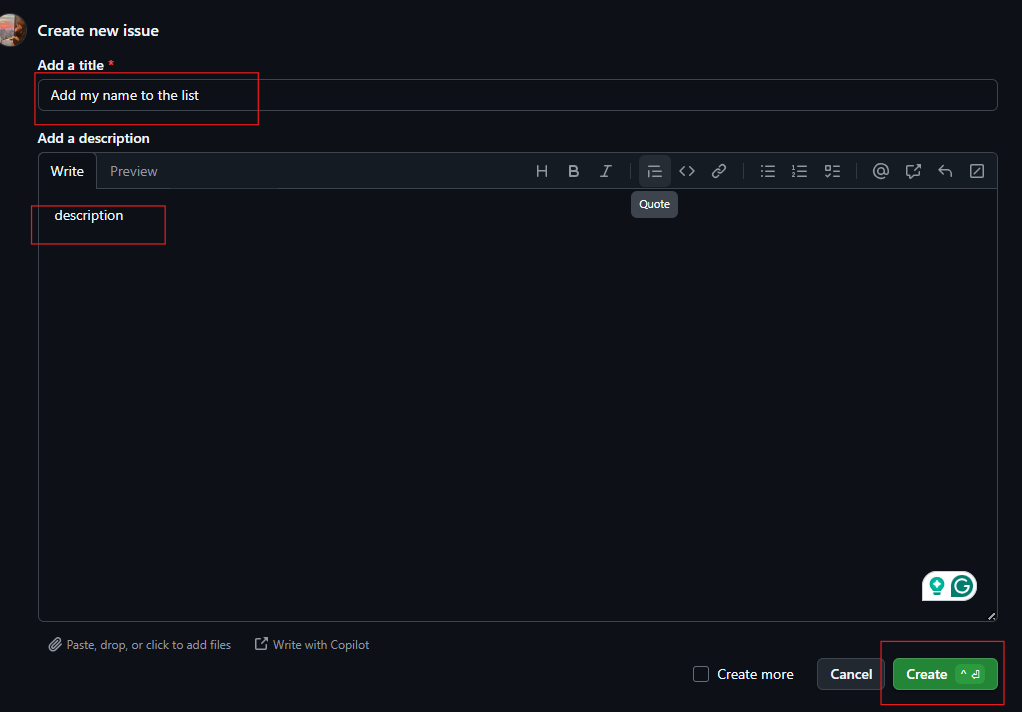 Create new issue
Add a title *
Add my name to the list
Add a description
Write Preview H B I @
Quote
description
Paste, drop, or click to add files Write with Copilot
Create more Cancel Create